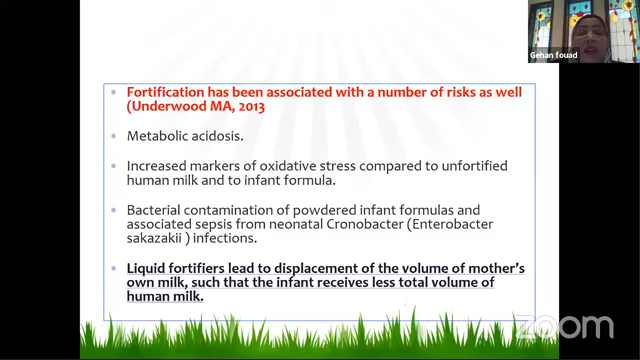 Gehan fouad
Fortification has been associated with a number of risks as well
(Underwood MA, 2013
Metabolic acidosis.
Increased markers of oxidative stress compared to unfortified
human milk and to infant formula.
Bacterial contamination of powdered infant formulas and
associated sepsis from neonatal Cronobacter (Enterobacter
sakazakii ) infections.
Liquid fortifiers lead to displacement of the volume of mother's
own milk, such that the infant receives less total volume of
human milk.
zoom